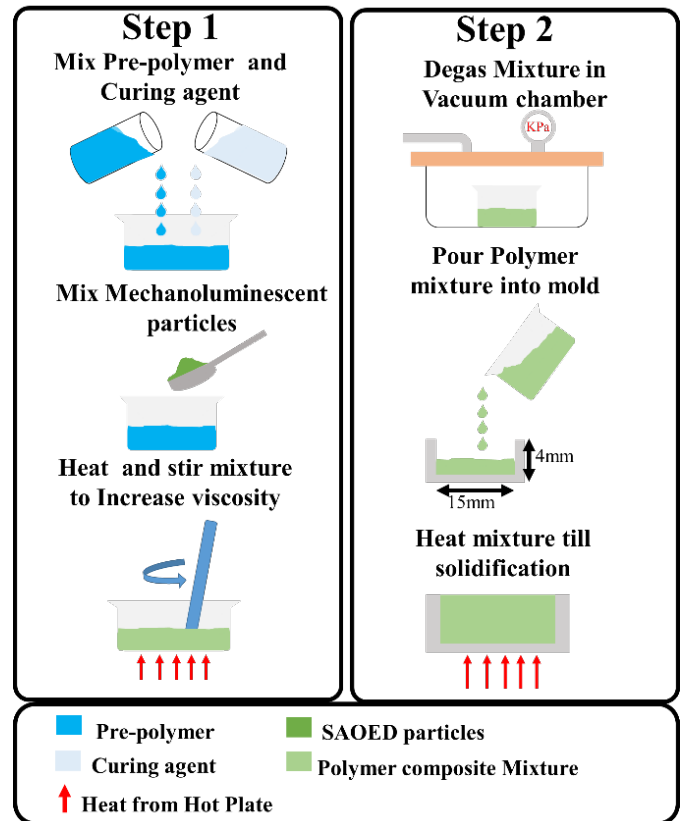 Step 1
Mix Pre-polymer and
Curing agent
Mix Mechanoluminescent
particles
Heat and stir mixture
to Increase viscosity
Step 2
Degas Mixture in
Vacuum chamber
KPa
Pour Polymer
mixture into mold
4mm
15mm
Heat mixture till
solidification
Pre-polymer
Curing agent
Heat from Hot Plate
SAOED particles
Polymer composite Mixture